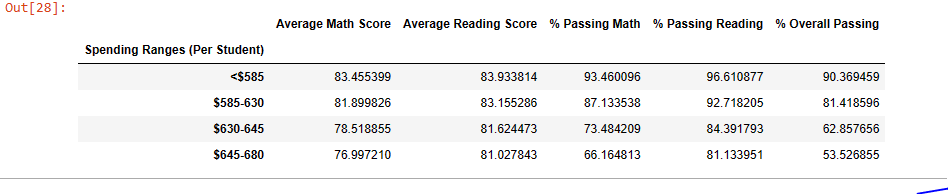 Out[28]:
Average Math Score Average Reading Score % Passing Math % Passing Reading % Overall Passing
Spending Ranges (Per Student)
<$585 83.455399 83.933814 93.460096 96.610877 90.369459
$585-630 81.899826 83.155286 87.133538 92.718205 81.418596
$630-645 78.518855 81.624473 73.484209 84.391793 62.857656
$645-680 76.997210 81.027843 66.164813 81.133951 53.526855